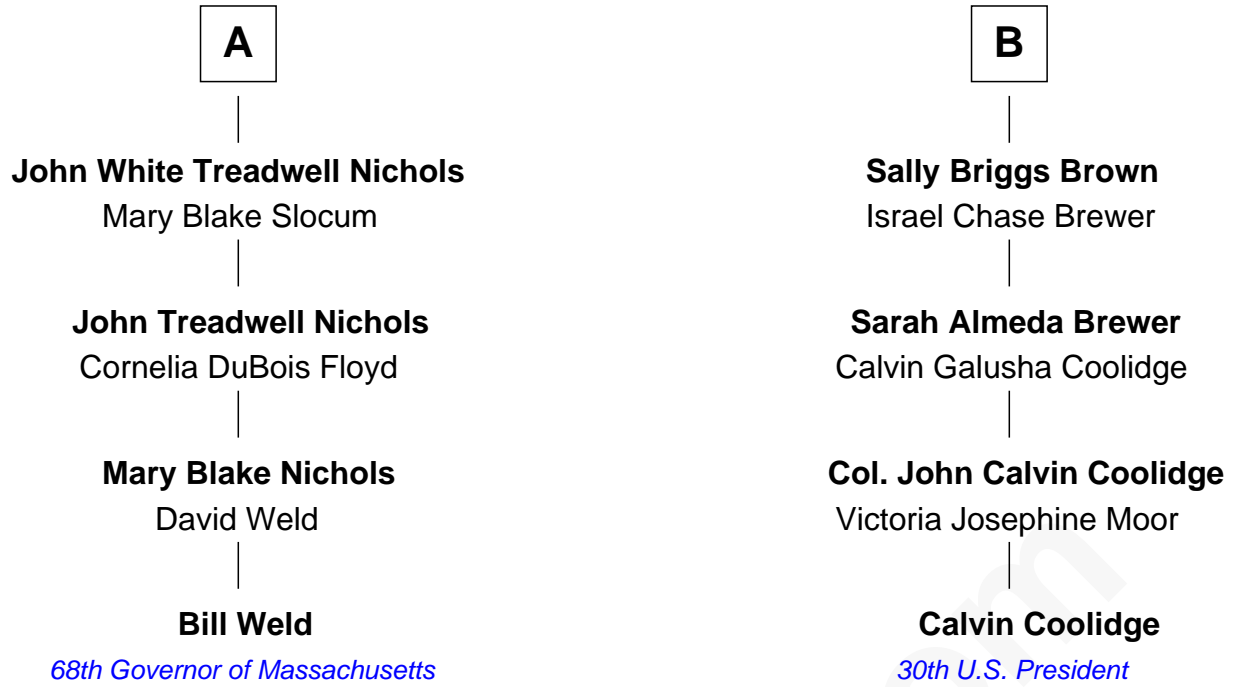 A
John White Treadwell Nichols
Mary Blake Slocum
John Treadwell Nichols
Cornelia DuBois Floyd
Mary Blake Nichols
David Weld
Bill Weld
68th Governor of Massachusetts
B
Sally Briggs Brown
Israel Chase Brewer
Sarah Almeda Brewer
Calvin Galusha Coolidge
Col. John Calvin Coolidge
Victoria Josephine Moor
Calvin Coolidge
30th U.S. President